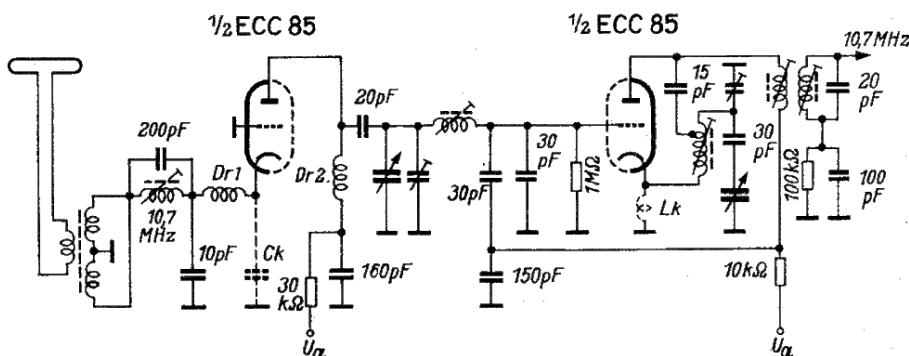 ½ ECC 85
½ ECC 85
10,7MHz
15
pF
20
pF
20pF
200pF
Dr1
Dr2.
30
pF
30
pF
30pF
1MΩ
100kΩ
10,7
MHz
Lk
100
pF
10pF
Ck
30
kΩ
160pF
150pF
10kΩ
Ua
Ua